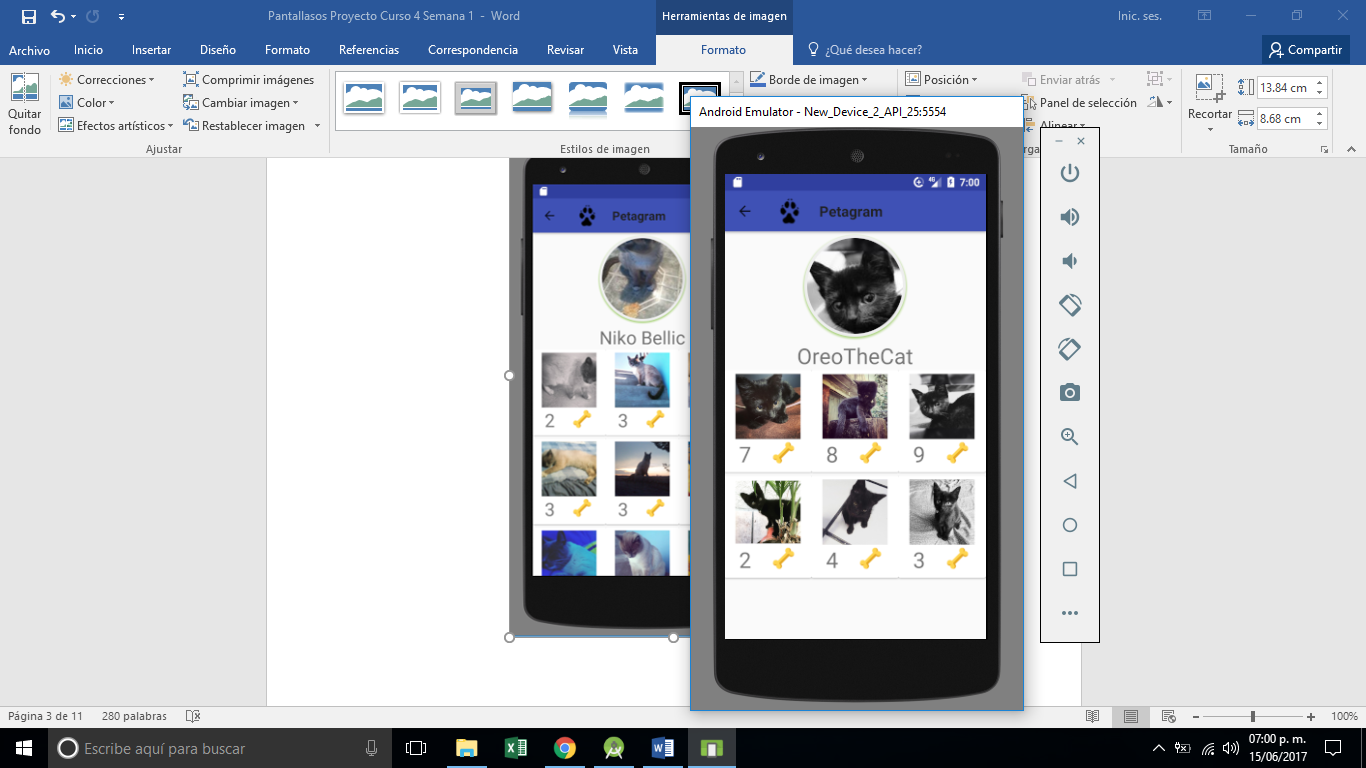 Pantallasos Proyecto Curso 4 Semana 1 - Word
Herramientas de imagen
Inic. ses.
Archivo Inicio Insertar Diseño Formato Referencias Correspondencia Revisar Vista Formato ¿Qué desea hacer? Compartir
Quitar fondo
Correcciones
Color
Efectos artísticos
Comprimir imágenes
Cambiar imagen
Restablecer imagen
Ajustar
Estilos de imagen
Borde de imagen
Posición
Enviar atrás
Panel de selección
Alinear
Recortar
13.84 cm
8.68 cm
Tamaño
Petagram
Niko Bellic
2 3
3 3
Android Emulator - New_Device_2_API_25:5554
4G 7:00
Petagram
OreoTheCat
7 8 9
2 4 3
Página 3 de 11 280 palabras
100%
Escribe aquí para buscar
07:00 p. m.
15/06/2017